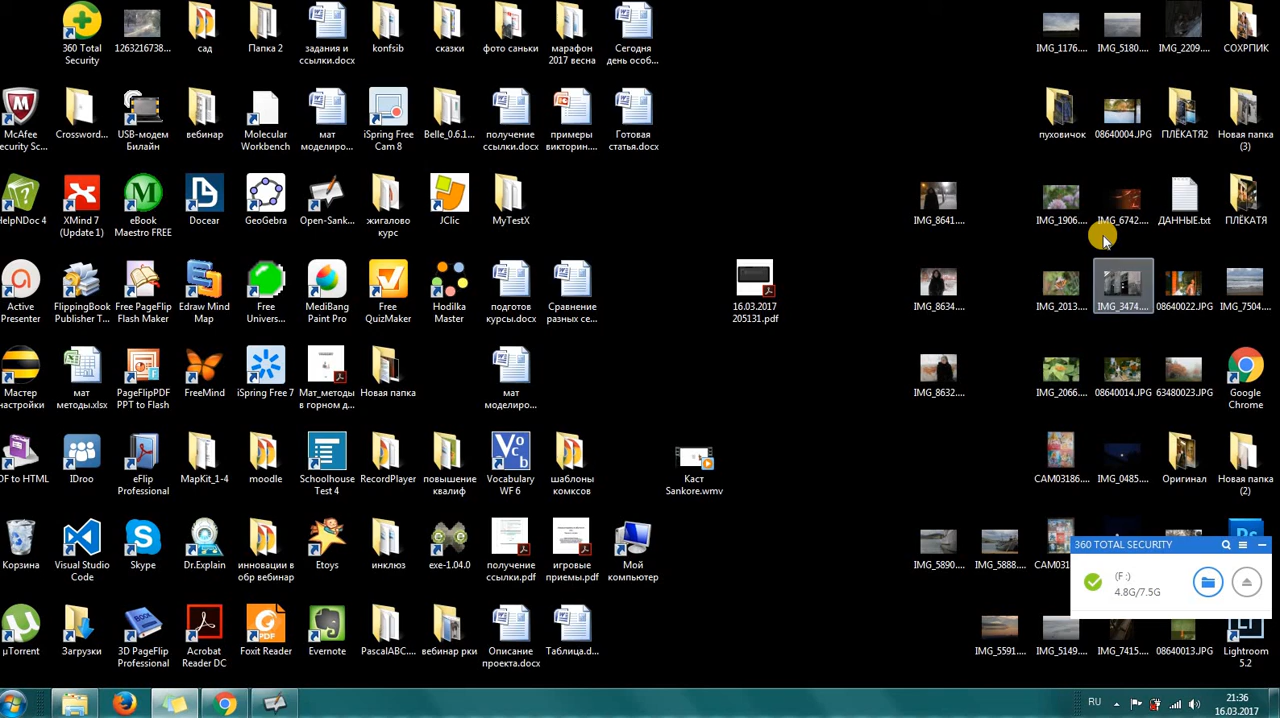 360 Total
Security
1263216738...
сад
Папка 2
задания и
ссылки.docx
konfsib
сказки
фото саньки
марафон
2017 весна
Сегодня
день особ...
IMG_1176....
IMG_5180....
IMG_2209....
СОХРПИК
McAfee
Security Sc...
Crossword...
USB-модем
Билайн
вебинар
Molecular
Workbench
мат
моделиро...
iSpring Free
Cam 8
Belle_0.6.1...
получение
ссылки.docx
примеры
викторин....
Готовая
статья.docx
пуховичок
08640004.JPG
ПЛЁКАТЯ2
Новая папка
(3)
HelpNDoc 4
XMind 7
(Update 1)
eBook
Maestro FREE
Docear
GeoGebra
Open-Sank...
жигалово
курс
JClic
MyTestX
IMG_8641....
IMG_1906....
IMG_6742....
ДАННЫЕ.txt
ПЛЁКАТЯ
Active
Presenter
FlippingBook
Publisher T...
Free PageFlip
Flash Maker
Edraw Mind
Map
Free
Univers...
MediBang
Paint Pro
Free
QuizMaker
Hodilka
Master
подготов
курсы.docx
Сравнение
разных се...
16.03.2017
205131.pdf
IMG_8634....
IMG_2013....
IMG_3474....
08640022.JPG
IMG_7504....
Мастер
настройки
мат
методы.xlsx
PageFlipPDF
PPT to Flash
FreeMind
iSpring Free 7
Мат_методы
в горном д...
Новая папка
мат
моделиро...
IMG_8632....
IMG_2066....
08640014.JPG
63480023.JPG
Google
Chrome
DF to HTML
IDroo
eFlip
Professional
MapKit_1-4
moodle
Schoolhouse
Test 4
RecordPlayer
повышение
квалиф
Vocabulary
WF 6
шаблоны
комксов
Каст
Sankore.wmv
CAM03186....
IMG_0485....
Оригинал
Новая папка
(2)
Корзина
Visual Studio
Code
Skype
Dr.Explain
инновации в
обр вебинар
Etoys
инклюз
exe-1.04.0
получение
ссылки.pdf
игровые
приемы.pdf
Мой
компьютер
IMG_5890....
IMG_5888....
CAM03
360 TOTAL SECURITY
(F:)
4.8G/7.5G
µTorrent
Загрузки
3D PageFlip
Professional
Acrobat
Reader DC
Foxit Reader
Evernote
PascalABC....
вебинар рки
Описание
проекта.docx
Таблица.d...
IMG_5591....
IMG_5149....
IMG_7415....
08640013.JPG
Lightroom
5.2
RU
21:36
16.03.2017